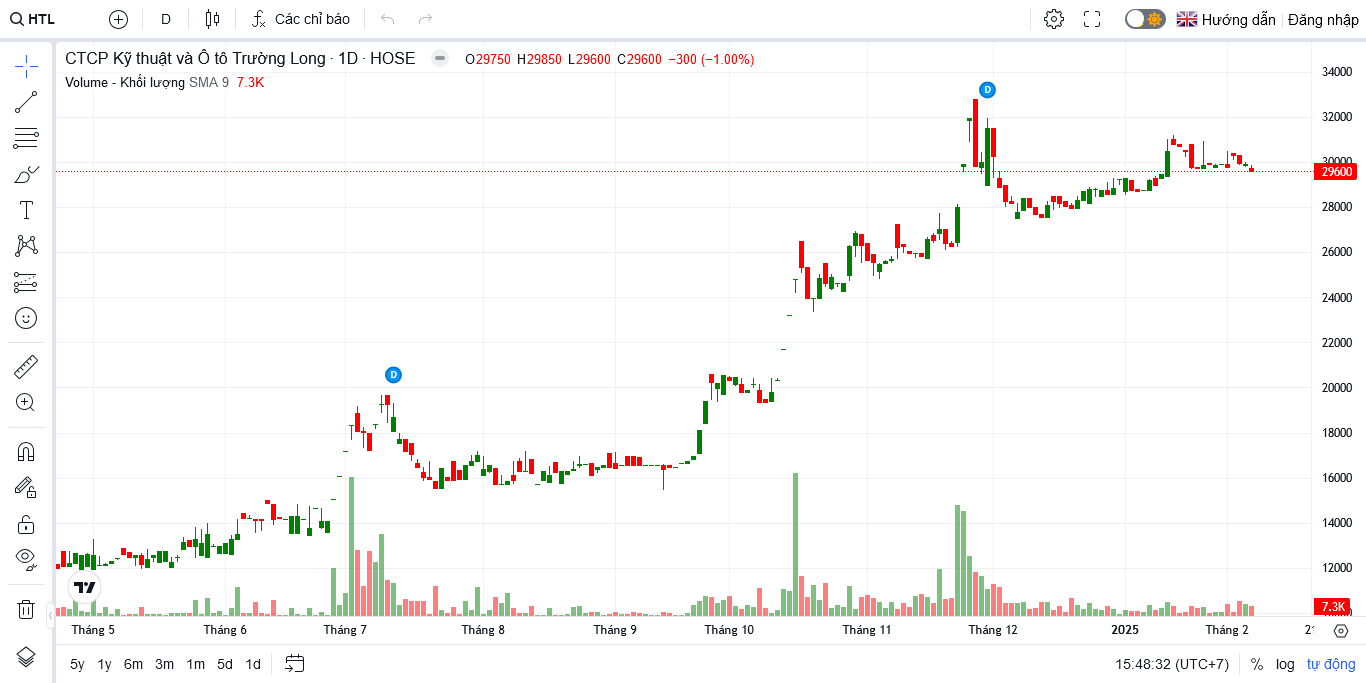 HTL D Các chỉ báo Hướng dẫn Đăng nhập
CTCP Kỹ thuật và Ô tô Trường Long · 1D · HOSE O29750 H29850 L29600 C29600 −300 (−1.00%)
Volume - Khối lượng SMA 9 7.3K
D
D
34000
32000
30000
29600
28000
26000
24000
22000
20000
18000
16000
14000
12000
7.3K
Tháng 5 Tháng 6 Tháng 7 Tháng 8 Tháng 9 Tháng 10 Tháng 11 Tháng 12 2025 Tháng 2
5y 1y 6m 3m 1m 5d 1d 15:48:32 (UTC+7) % log tự động